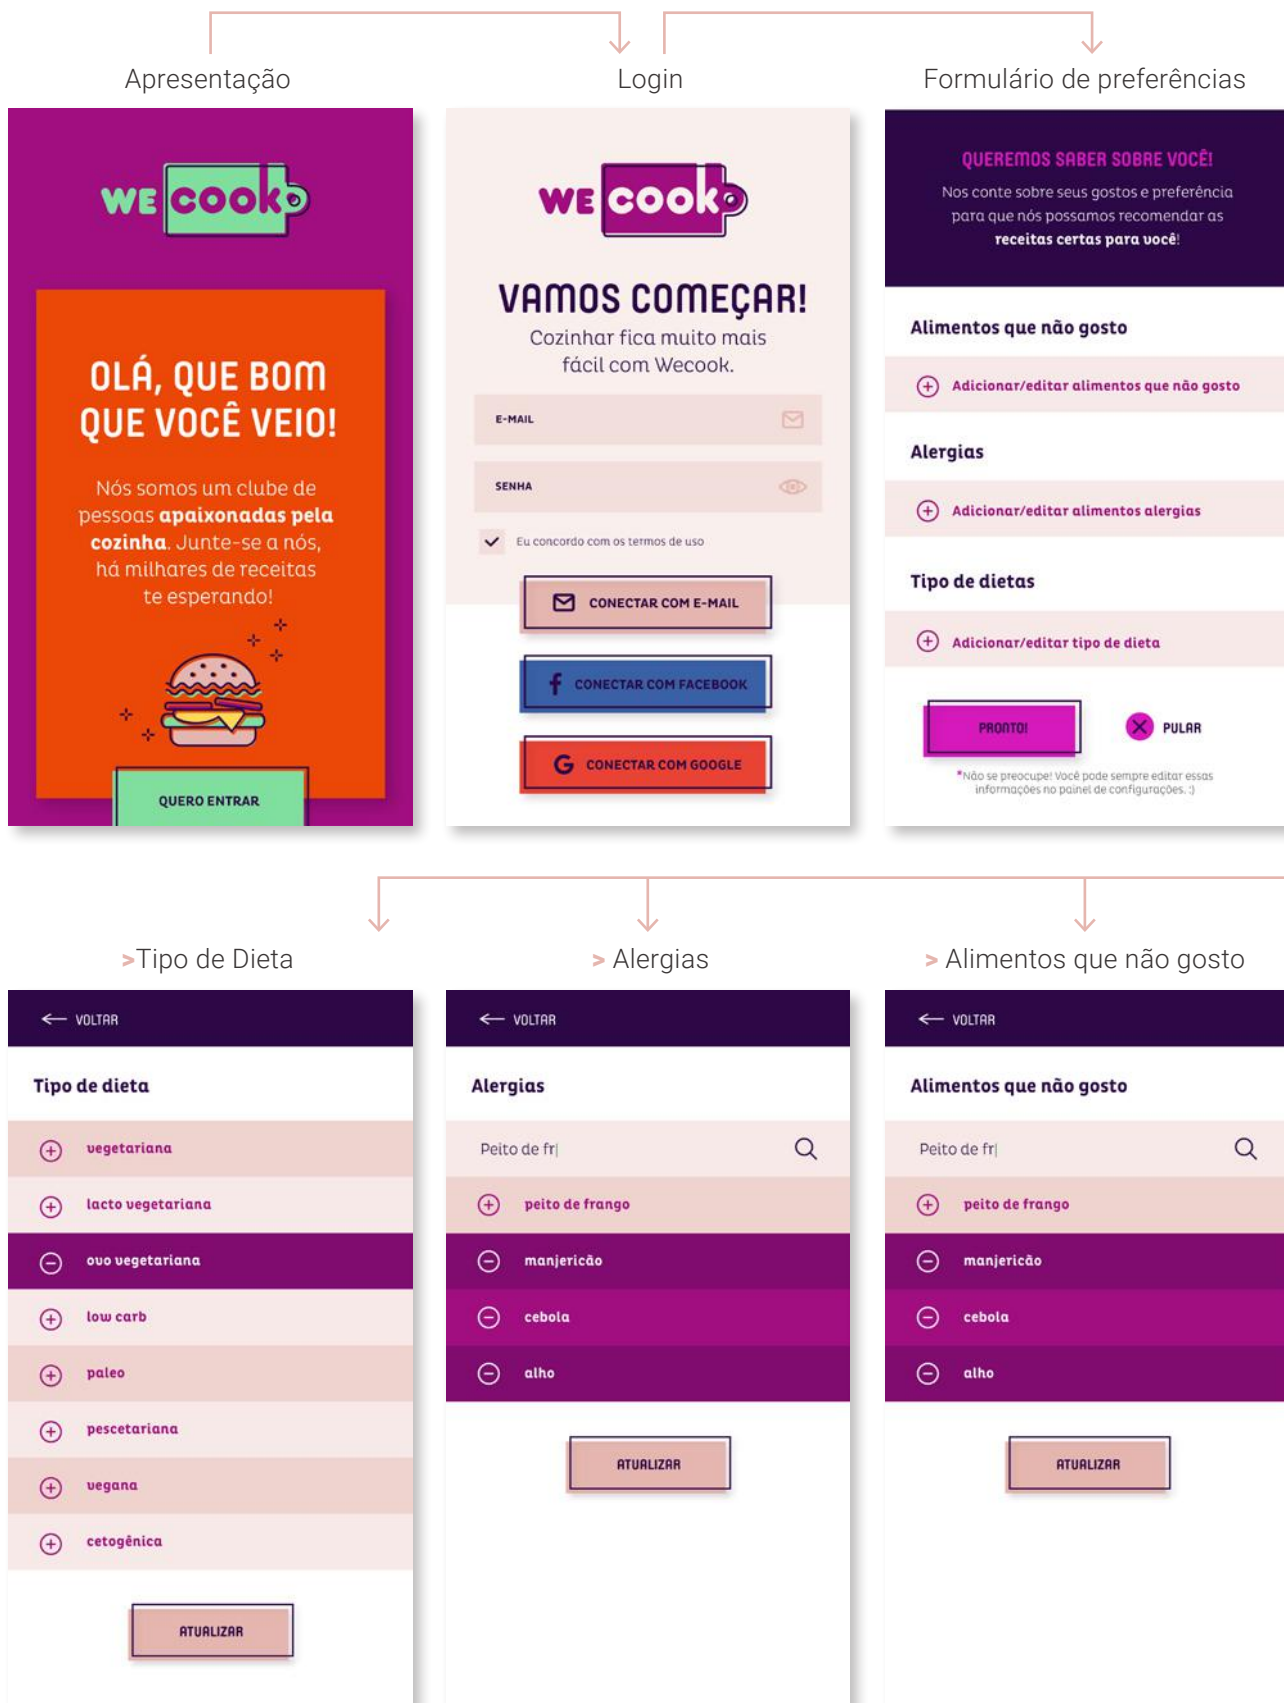 Apresentação
Login
Formulário de preferências
WE cook
OLÁ, QUE BOM
QUE VOCÊ VEIO!
Nós somos um clube de
pessoas apaixonadas pela
cozinha. Junte-se a nós,
há milhares de receitas
te esperando!
QUERO ENTRAR
WE cook
VAMOS COMEÇAR!
Cozinhar fica muito mais
fácil com Wecook.
E-MAIL
SENHA
Eu concordo com os termos de uso
CONECTAR COM E-MAIL
CONECTAR COM FACEBOOK
CONECTAR COM GOOGLE
QUEREMOS SABER SOBRE VOCÊ!
Nos conte sobre seus gostos e preferência
para que nós possamos recomendar as
receitas certas para você!
Alimentos que não gosto
Adicionar/editar alimentos que não gosto
Alergias
Adicionar/editar alimentos alergias
Tipo de dietas
Adicionar/editar tipo de dieta
PRONTO!
PULAR
*Não se preocupe! Você pode sempre editar essas
informações no painel de configurações. :)
>Tipo de Dieta
> Alergias
> Alimentos que não gosto
VOLTAR
Tipo de dieta
vegetariana
lacto vegetariana
ovo vegetariana
low carb
paleo
pescetariana
vegana
cetogênica
ATUALIZAR
VOLTAR
Alergias
Peito de fr|
peito de frango
manjericão
cebola
alho
ATUALIZAR
VOLTAR
Alimentos que não gosto
Peito de fr|
peito de frango
manjericão
cebola
alho
ATUALIZAR